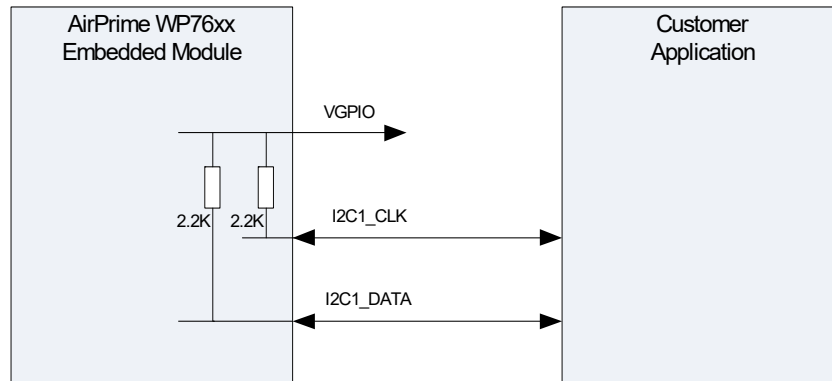 AirPrime WP76xx
Embedded Module
Customer
Application
VGPIO
2.2K
2.2K
I2C1_CLK
I2C1_DATA